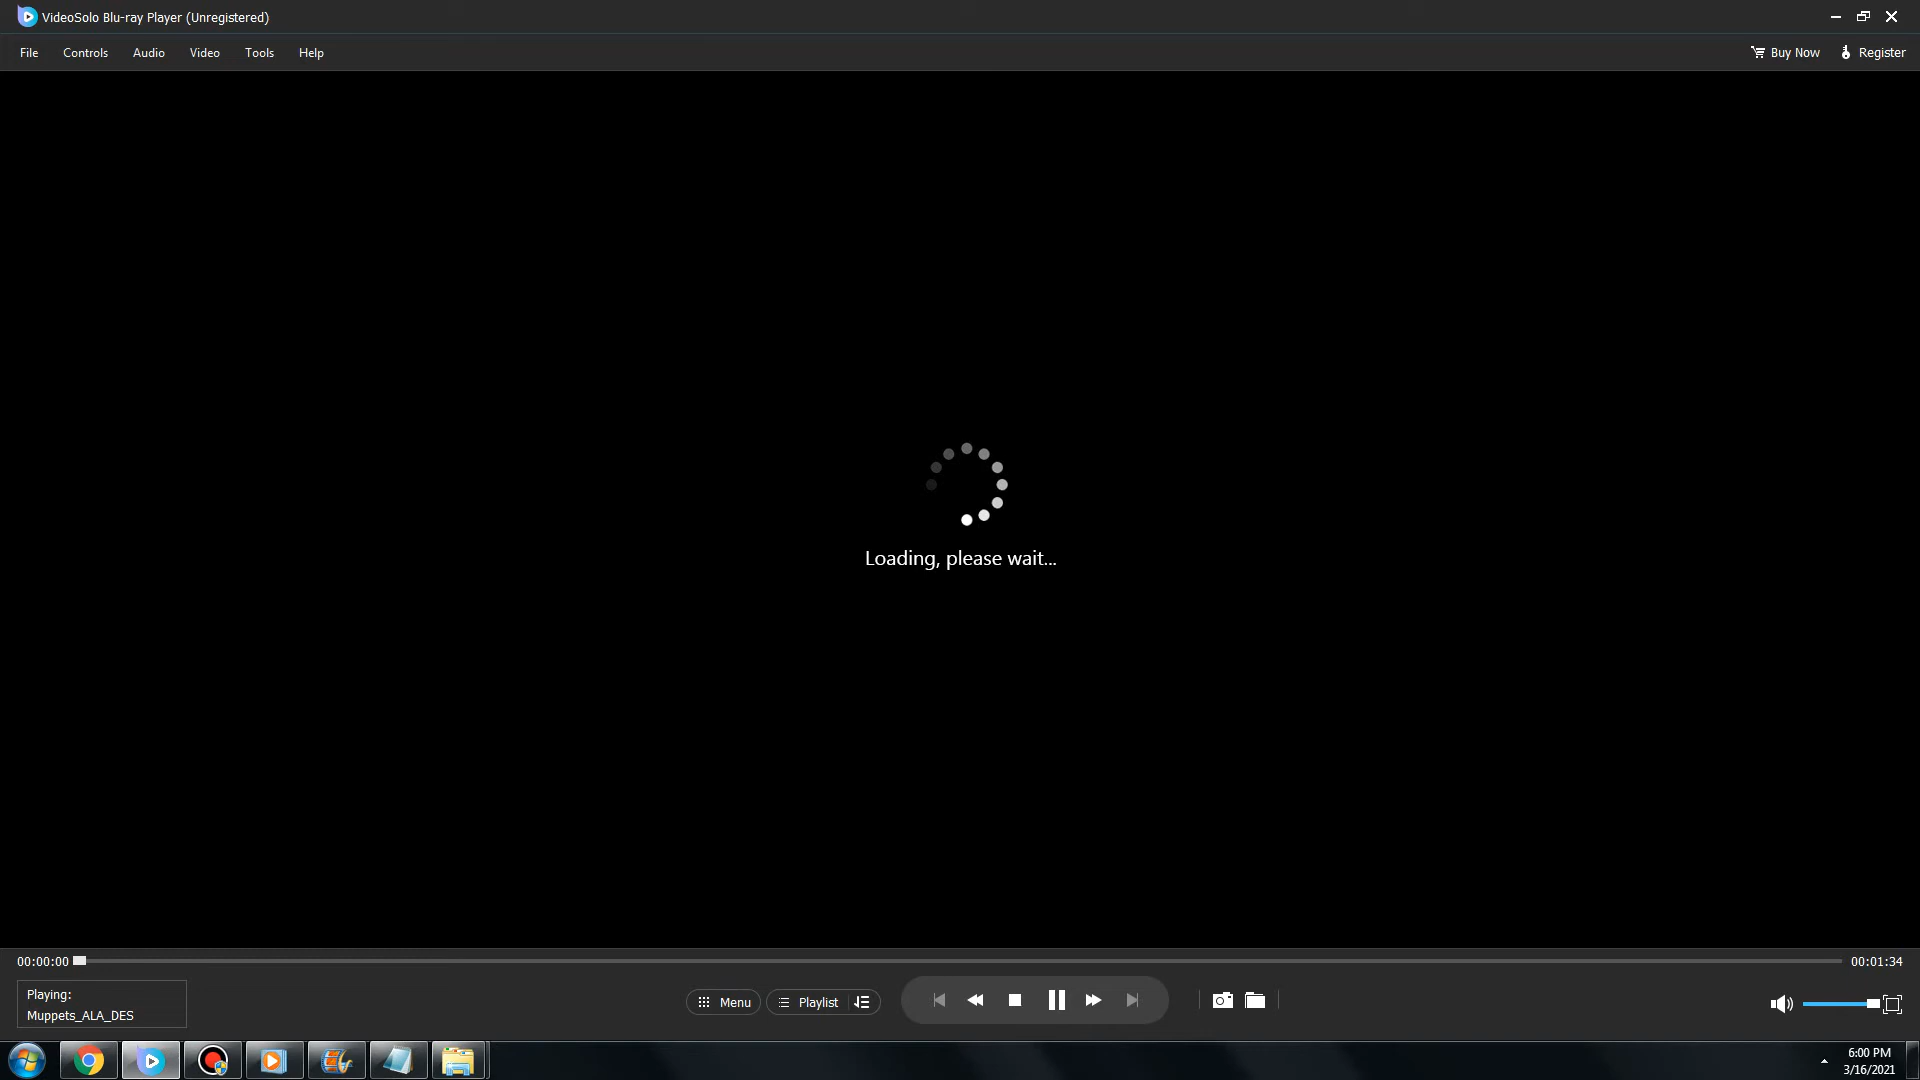 VideoSolo Blu-ray Player (Unregistered)
File Controls Audio Video Tools Help Buy Now Register
Loading, please wait...
00:00:00 00:01:34
Playing:
Muppets_ALA_DES
Menu Playlist
6:00 PM
3/16/2021